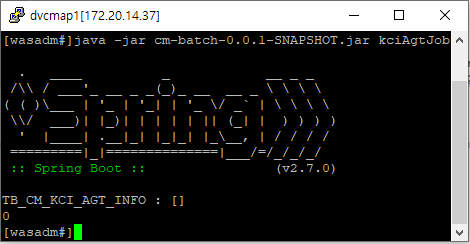 dvcmap1[172.20.14.37]
[wasadm#]java -jar cm-batch-0.0.1-SNAPSHOT.jar kciAgtJob
  .   ____          _            __ _ _
 /\\ / ___'_ __ _ _(_)_ __  __ _ \ \ \ \
( ( )\___ | '_ | '_| | '_ \/ _` | \ \ \ \
 \\/  ___)| |_)| | | | | || (_| |  ) ) ) )
  '  |____| .__|_| |_|_| |_\__, | / / / /
 =========|_|==============|___/=/_/_/_/
 :: Spring Boot ::                (v2.7.0)
TB_CM_KCI_AGT_INFO : []
0
[wasadm#]